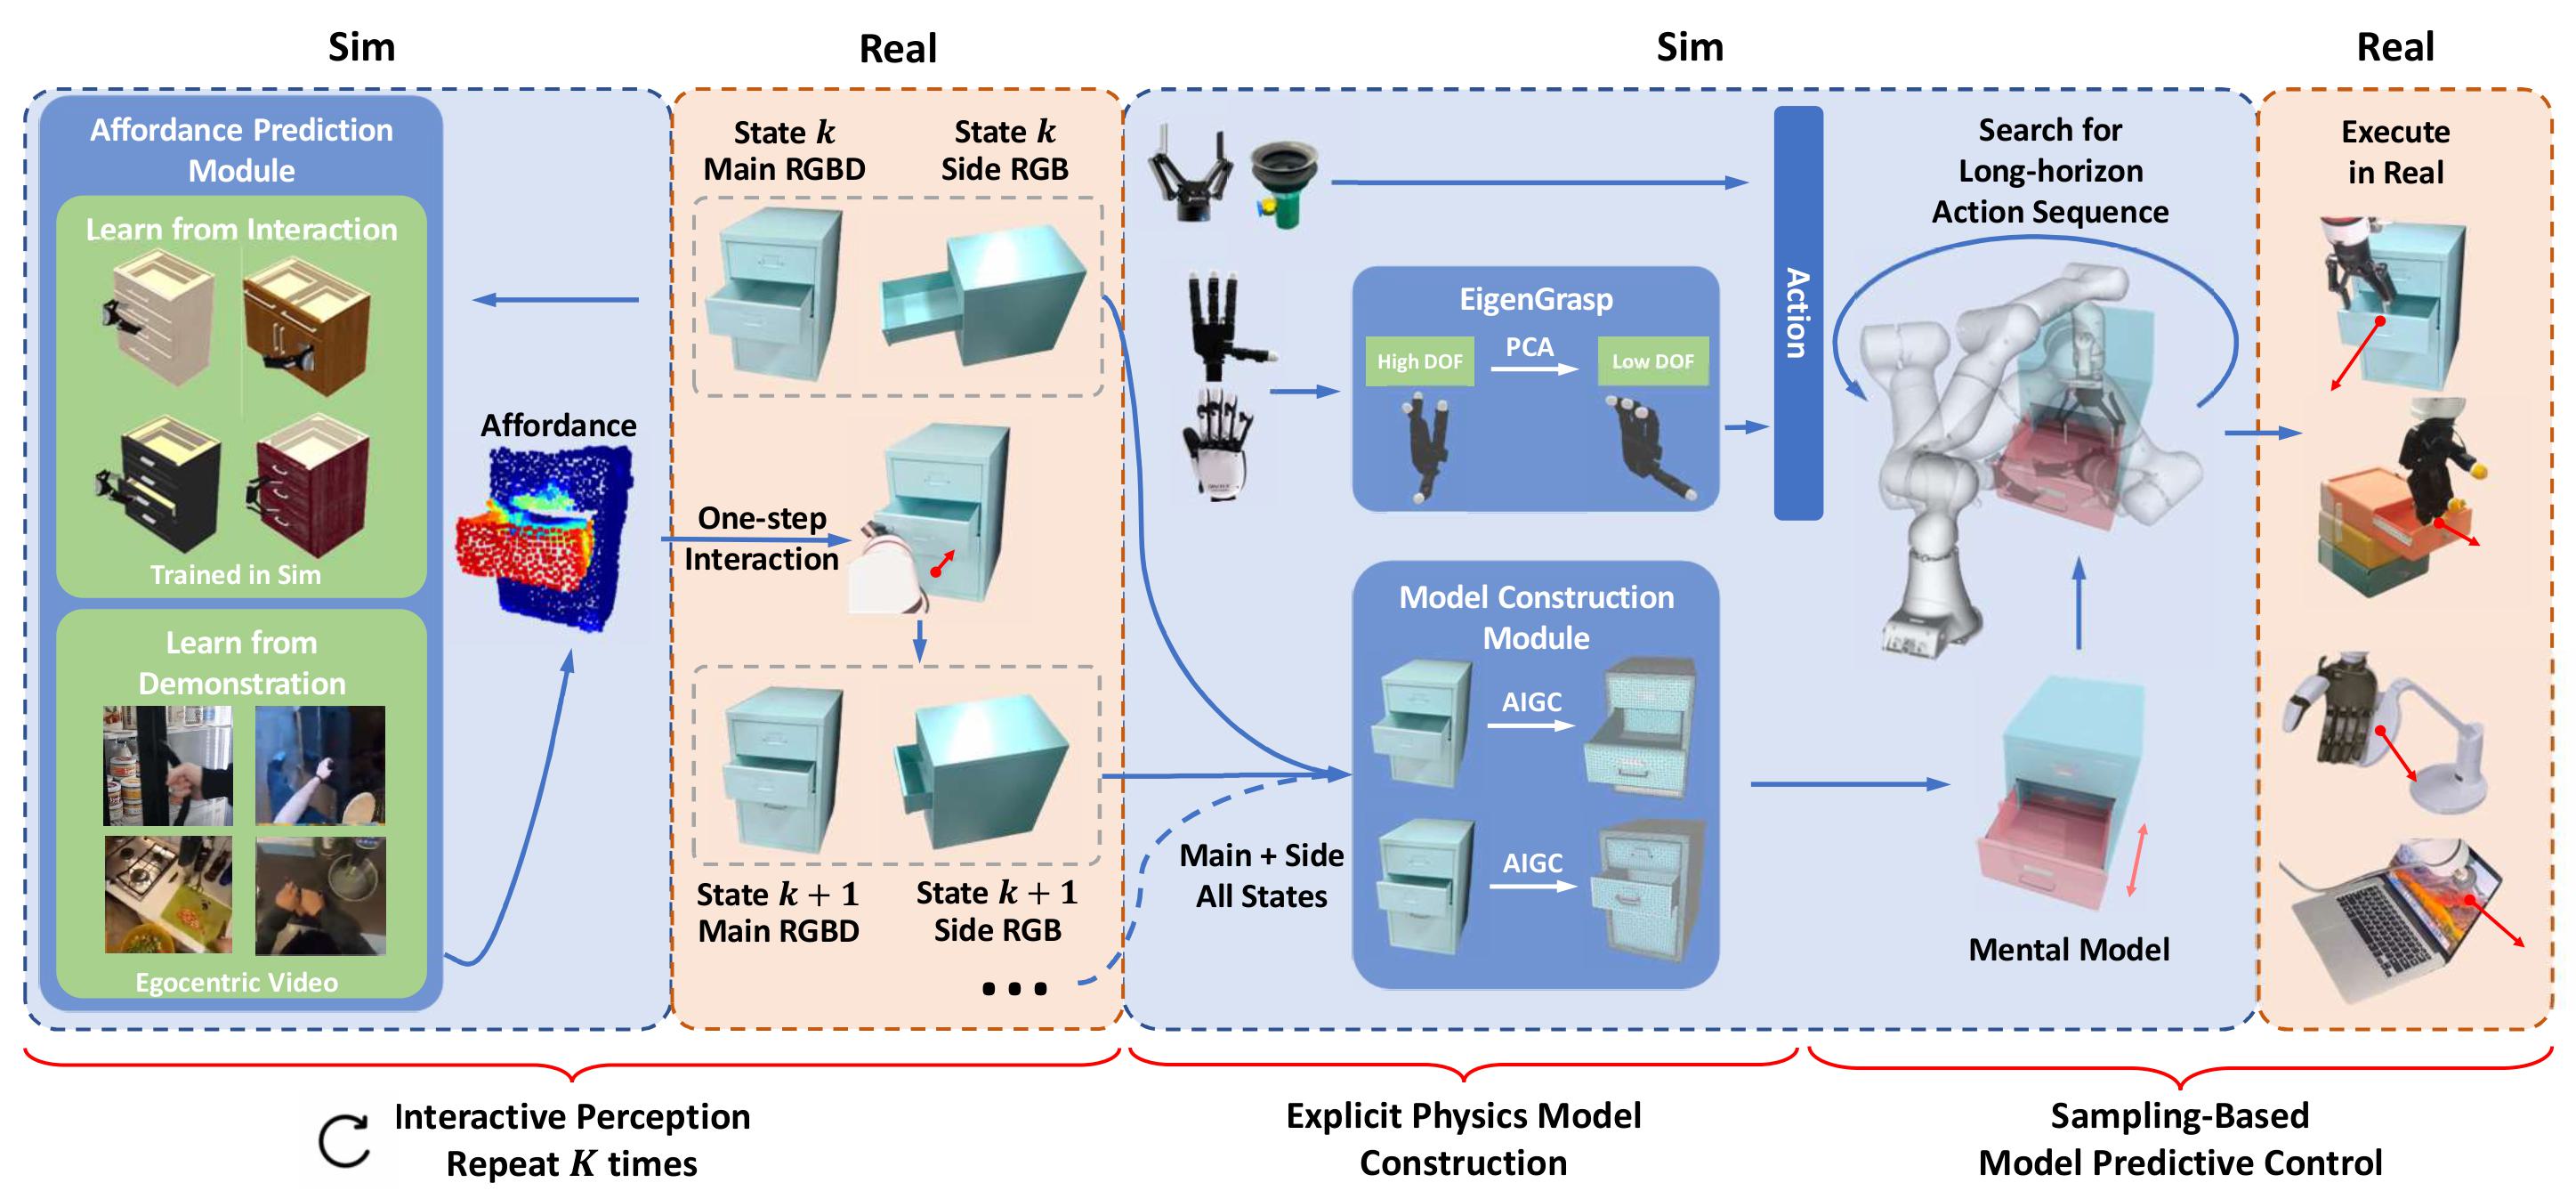 Sim
Real
Sim
Real
Affordance Prediction
Module
Learn from Interaction
Trained in Sim
Learn from
Demonstration
Egocentric Video
Affordance
State k
Main RGBD
State k
Side RGB
One-step
Interaction
State k + 1
Main RGBD
State k + 1
Side RGB
...
EigenGrasp
High DOF
PCA
Low DOF
Action
Model Construction
Module
AIGC
AIGC
Main + Side
All States
Search for
Long-horizon
Action Sequence
Mental Model
Execute
in Real
Interactive Perception
Repeat K times
Explicit Physics Model
Construction
Sampling-Based
Model Predictive Control